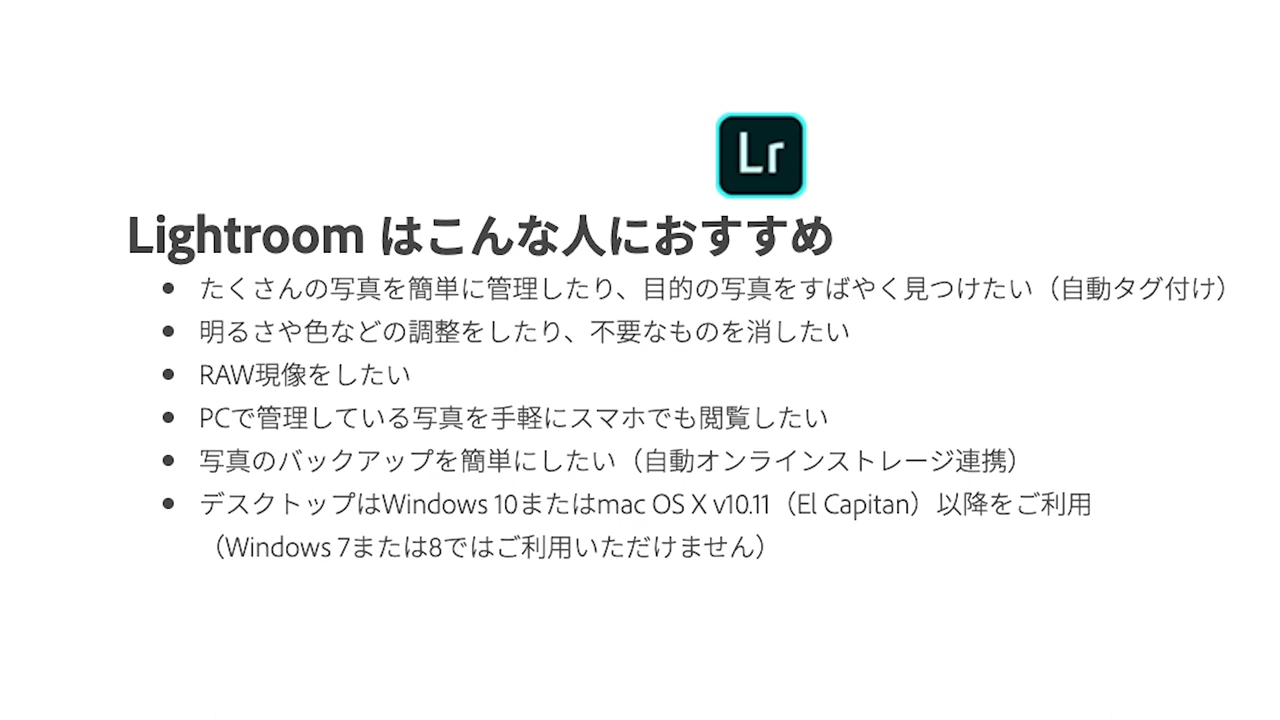 Lr
Lightroom はこんな人におすすめ
• たくさんの写真を簡単に管理したり、目的の写真をすばやく見つけたい（自動タグ付け）
• 明るさや色などの調整をしたり、不要なものを消したい
• RAW現像をしたい
• PCで管理している写真を手軽にスマホでも閲覧したい
• 写真のバックアップを簡単にしたい（自動オンラインストレージ連携）
• デスクトップはWindows 10またはmac OS X v10.11（El Capitan）以降をご利用
（Windows 7または8ではご利用いただけません）